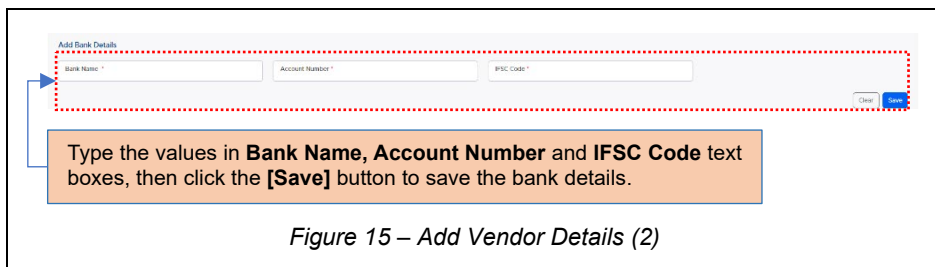 Add Bank Details
Bank Name *
Account Number *
IFSC Code *
Clear
Save
Type the values in Bank Name, Account Number and IFSC Code text
boxes, then click the [Save] button to save the bank details.
Figure 15 – Add Vendor Details (2)